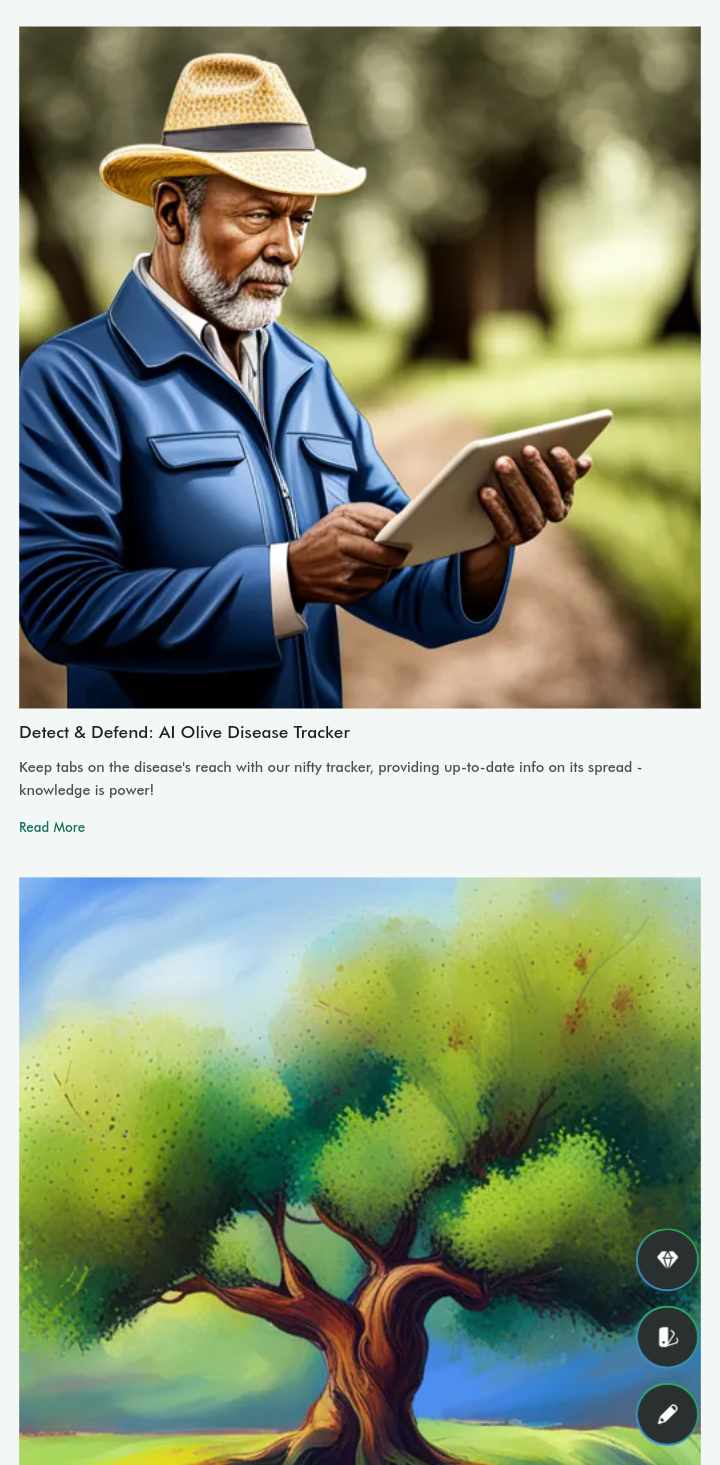 Detect & Defend: AI Olive Disease Tracker
Keep tabs on the disease's reach with our nifty tracker, providing up-to-date info on its spread -
knowledge is power!
Read More